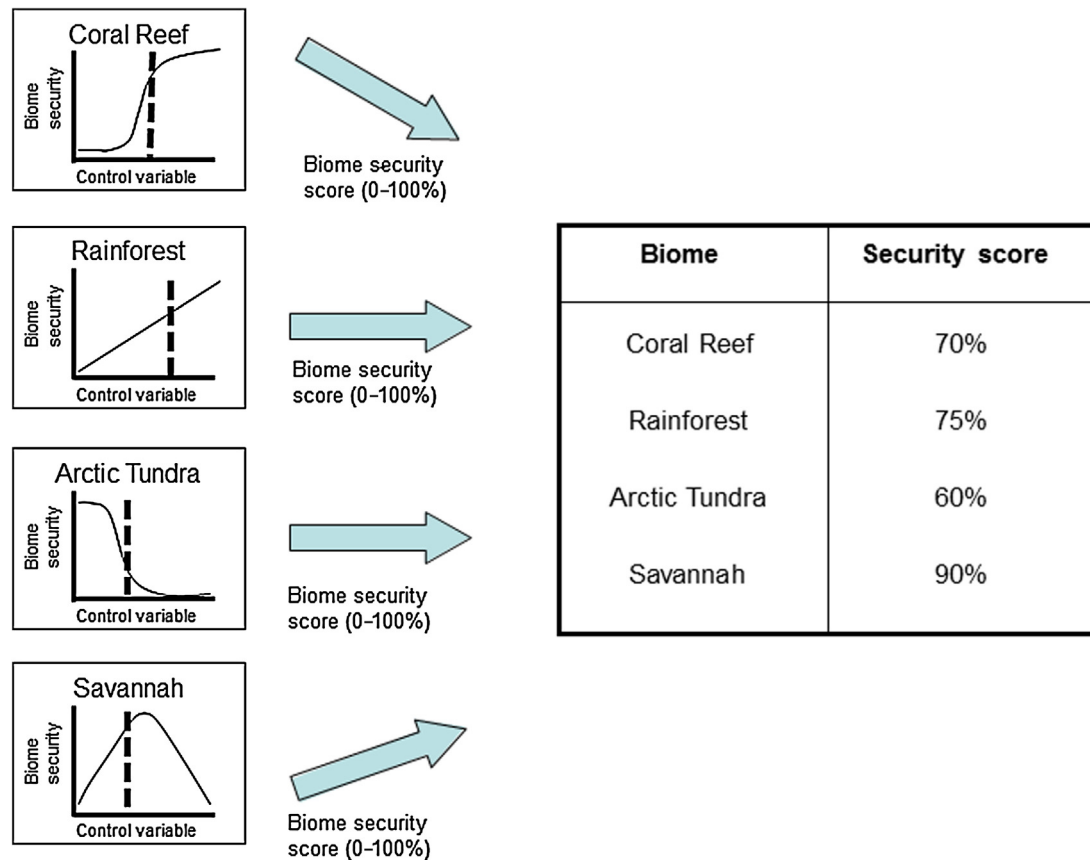 Coral Reef
Biome
security
Control variable
Biome security
score (0–100%)
Rainforest
Biome
security
Control variable
Biome security
score (0–100%)
Arctic Tundra
Biome
security
Control variable
Biome security
score (0–100%)
Savannah
Biome
security
Control variable
Biome security
score (0–100%)
Biome Security score
Coral Reef 70%
Rainforest 75%
Arctic Tundra 60%
Savannah 90%